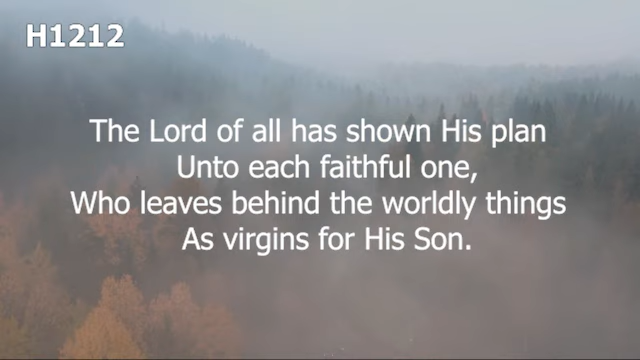 H1212
The Lord of all has shown His plan
Unto each faithful one,
Who leaves behind the worldly things
As virgins for His Son.